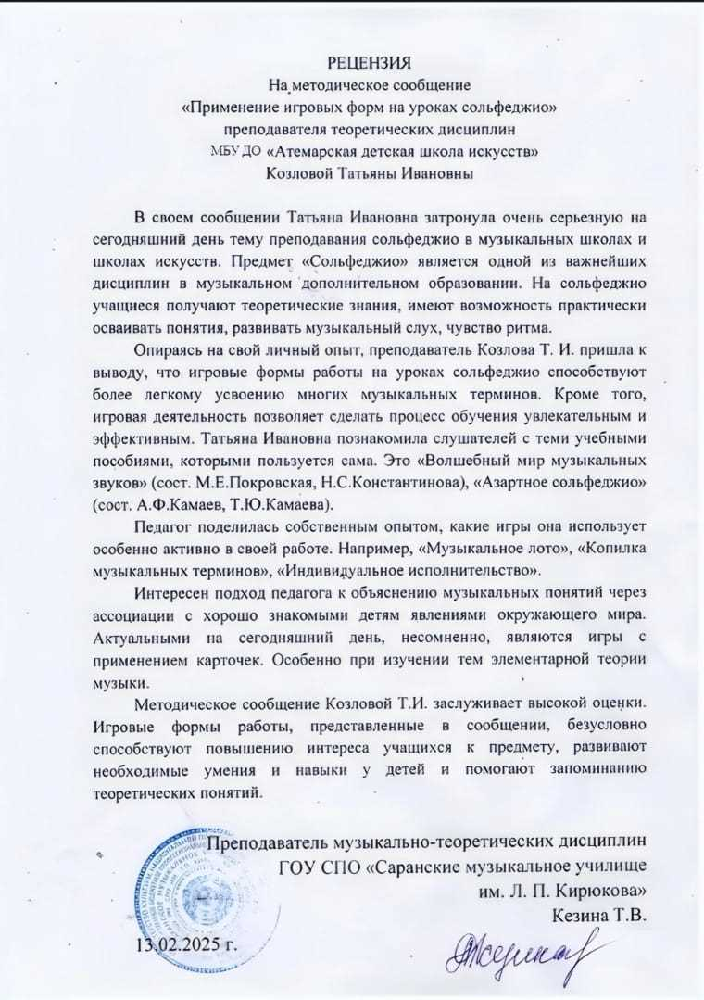 РЕЦЕНЗИЯ
На методическое сообщение
«Применение игровых форм на уроках сольфеджио»
преподавателя теоретических дисциплин
МБУ ДО «Атемарская детская школа искусств»
Козловой Татьяны Ивановны
В своем сообщении Татьяна Ивановна затронула очень серьезную на
сегодняшний день тему преподавания сольфеджио в музыкальных школах и
школах искусств. Предмет «Сольфеджио» является одной из важнейших
дисциплин в музыкальном дополнительном образовании. На сольфеджио
учащиеся получают теоретические знания, имеют возможность практически
осваивать понятия, развивать музыкальный слух, чувство ритма.
Опираясь на свой личный опыт, преподаватель Козлова Т. И. пришла к
выводу, что игровые формы работы на уроках сольфеджио способствуют
более легкому усвоению многих музыкальных терминов. Кроме того,
игровая деятельность позволяет сделать процесс обучения увлекательным и
эффективным. Татьяна Ивановна познакомила слушателей с теми учебными
пособиями, которыми пользуется сама. Это «Волшебный мир музыкальных
звуков» (сост. М.Е.Покровская, Н.С.Константинова), «Азартное сольфеджио»
(сост. А.Ф.Камаев, Т.Ю.Камаева).
Педагог поделилась собственным опытом, какие игры она использует
особенно активно в своей работе. Например, «Музыкальное лото», «Копилка
музыкальных терминов», «Индивидуальное исполнительство».
Интересен подход педагога к объяснению музыкальных понятий через
ассоциации с хорошо знакомыми детям явлениями окружающего мира.
Актуальными на сегодняшний день, несомненно, являются игры с
применением карточек. Особенно при изучении тем элементарной теории
музыки.
Методическое сообщение Козловой Т.И. заслуживает высокой оценки.
Игровые формы работы, представленные в сообщении, безусловно
способствуют повышению интереса учащихся к предмету, развивают
необходимые умения и навыки у детей и помогают запоминанию
теоретических понятий.
Преподаватель музыкально-теоретических дисциплин
ГОУ СПО «Саранские музыкальное училище
им. Л. П. Кирюкова»
Кезина Т.В.
13.02.2025 г.